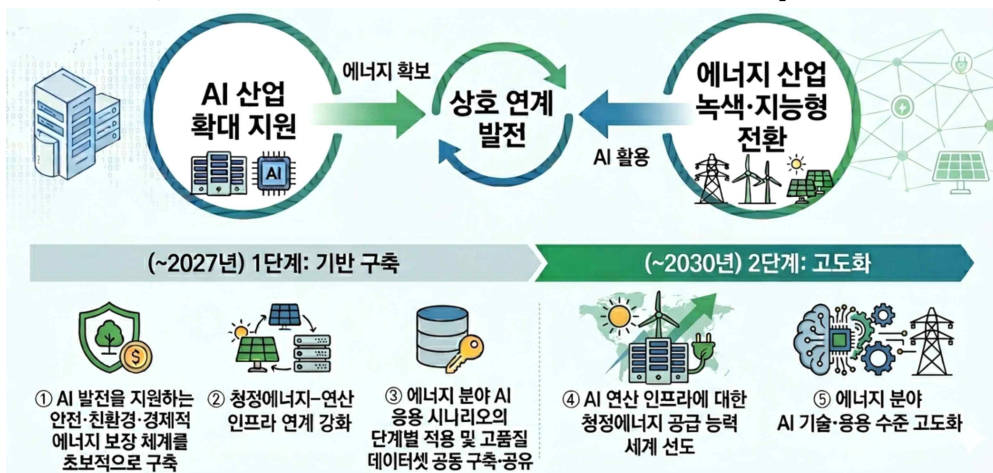 AI 산업
확대 지원
AI
에너지 확보
상호 연계
발전
AI 활용
에너지 산업
녹색·지능형
전환
(~2027년) 1단계: 기반 구축
(~2030년) 2단계: 고도화
$
① AI 발전을 지원하는
안전·친환경·경제적
에너지 보장 체계를
초보적으로 구축
② 청정에너지-연산
인프라 연계 강화
③ 에너지 분야 AI
응용 시나리오의
단계별 적용 및 고품질
데이터셋 공동 구축·공유
④ AI 연산 인프라에 대한
청정에너지 공급 능력
세계 선도
⑤ 에너지 분야
AI 기술·응용 수준 고도화